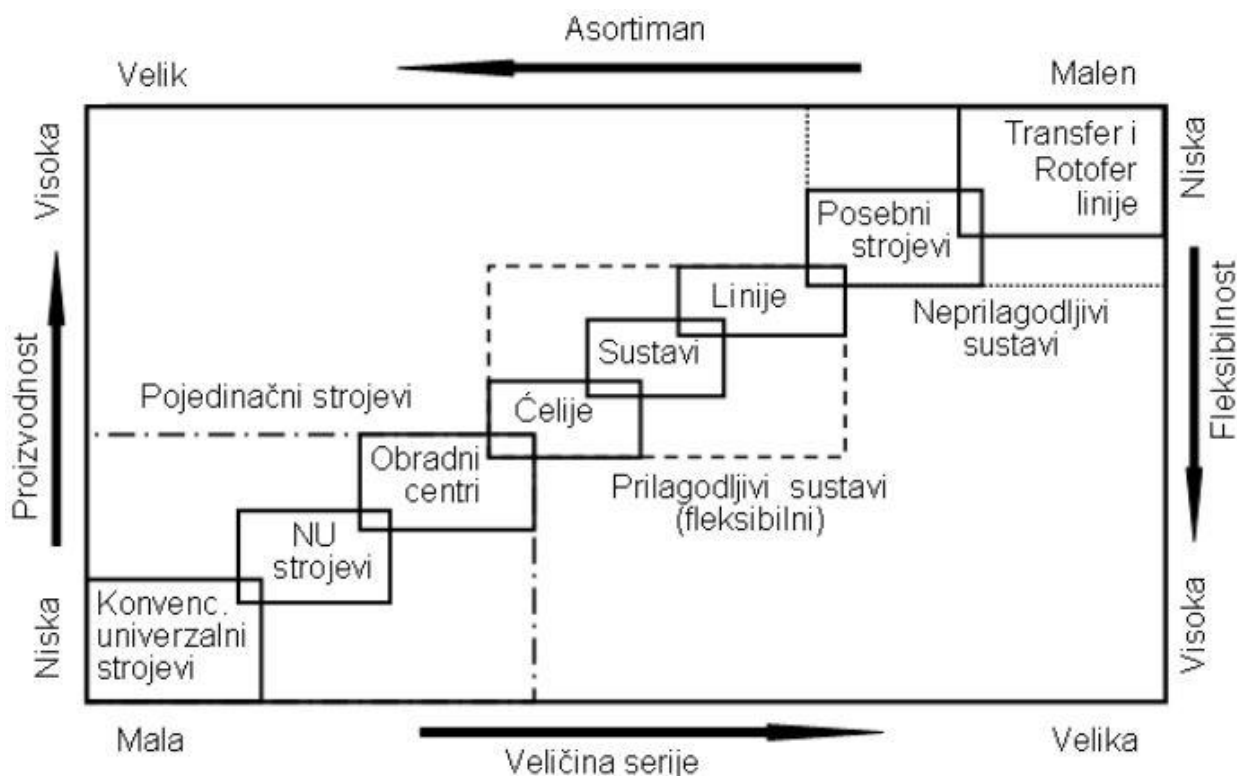 Asortiman
Velik
Malen
Visoka
Proizvodnost
Niska
Niska
Fleksibilnost
Visoka
Transfer i
Rotofer
linije
Posebni
strojevi
Neprilagodljivi
sustavi
Linije
Sustavi
Ćelije
Prilagodljivi sustavi
(fleksibilni)
Pojedinačni strojevi
Obradni
centri
NU
strojevi
Konvenc.
univerzalni
strojevi
Mala
Veličina serije
Velika